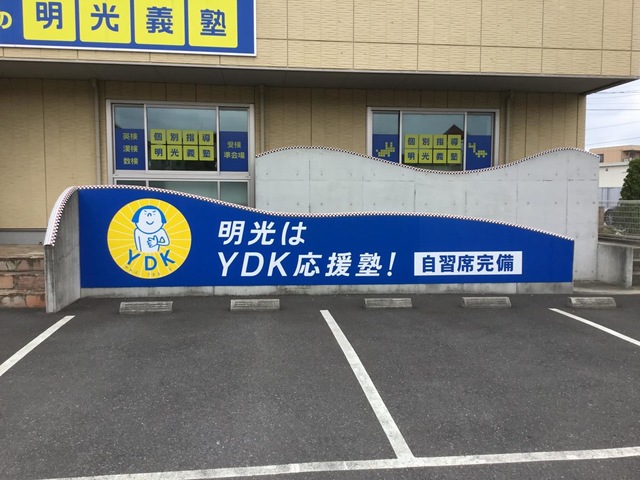 の明光義塾
英検
漢検
数検
個別指導
明光義塾
受検
準会場
個別指導
明光義塾
YDK
明光は
YDK応援塾!
自習席完備